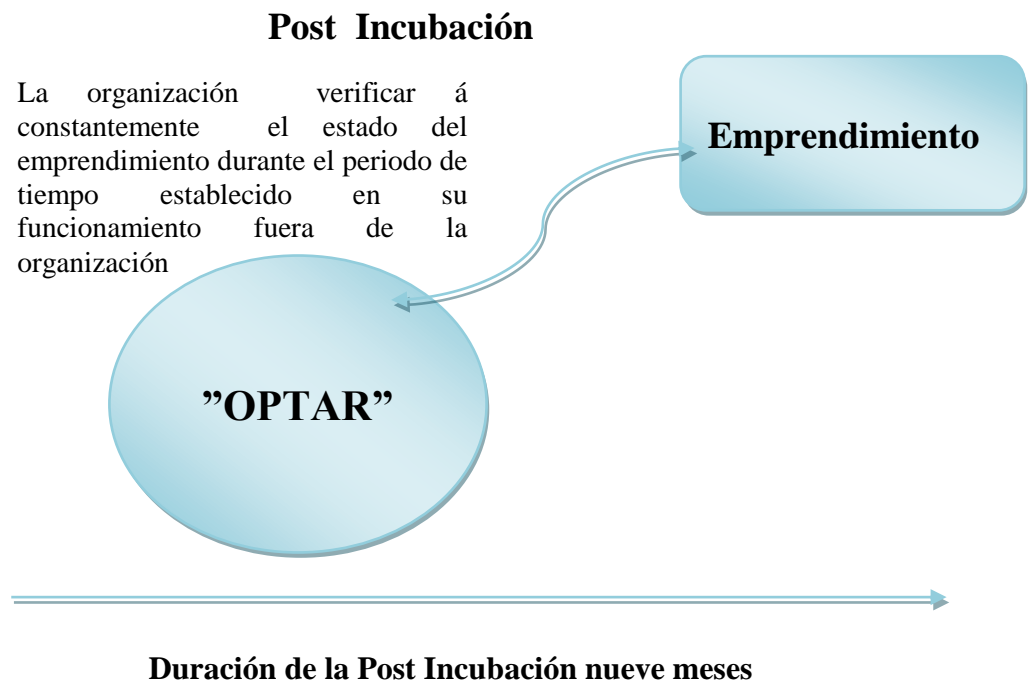 Post Incubación
La organización verificar á
constantemente el estado del
emprendimiento durante el periodo de
tiempo establecido en su
funcionamiento fuera de la
organización
Emprendimiento
”OPTAR”
Duración de la Post Incubación nueve meses